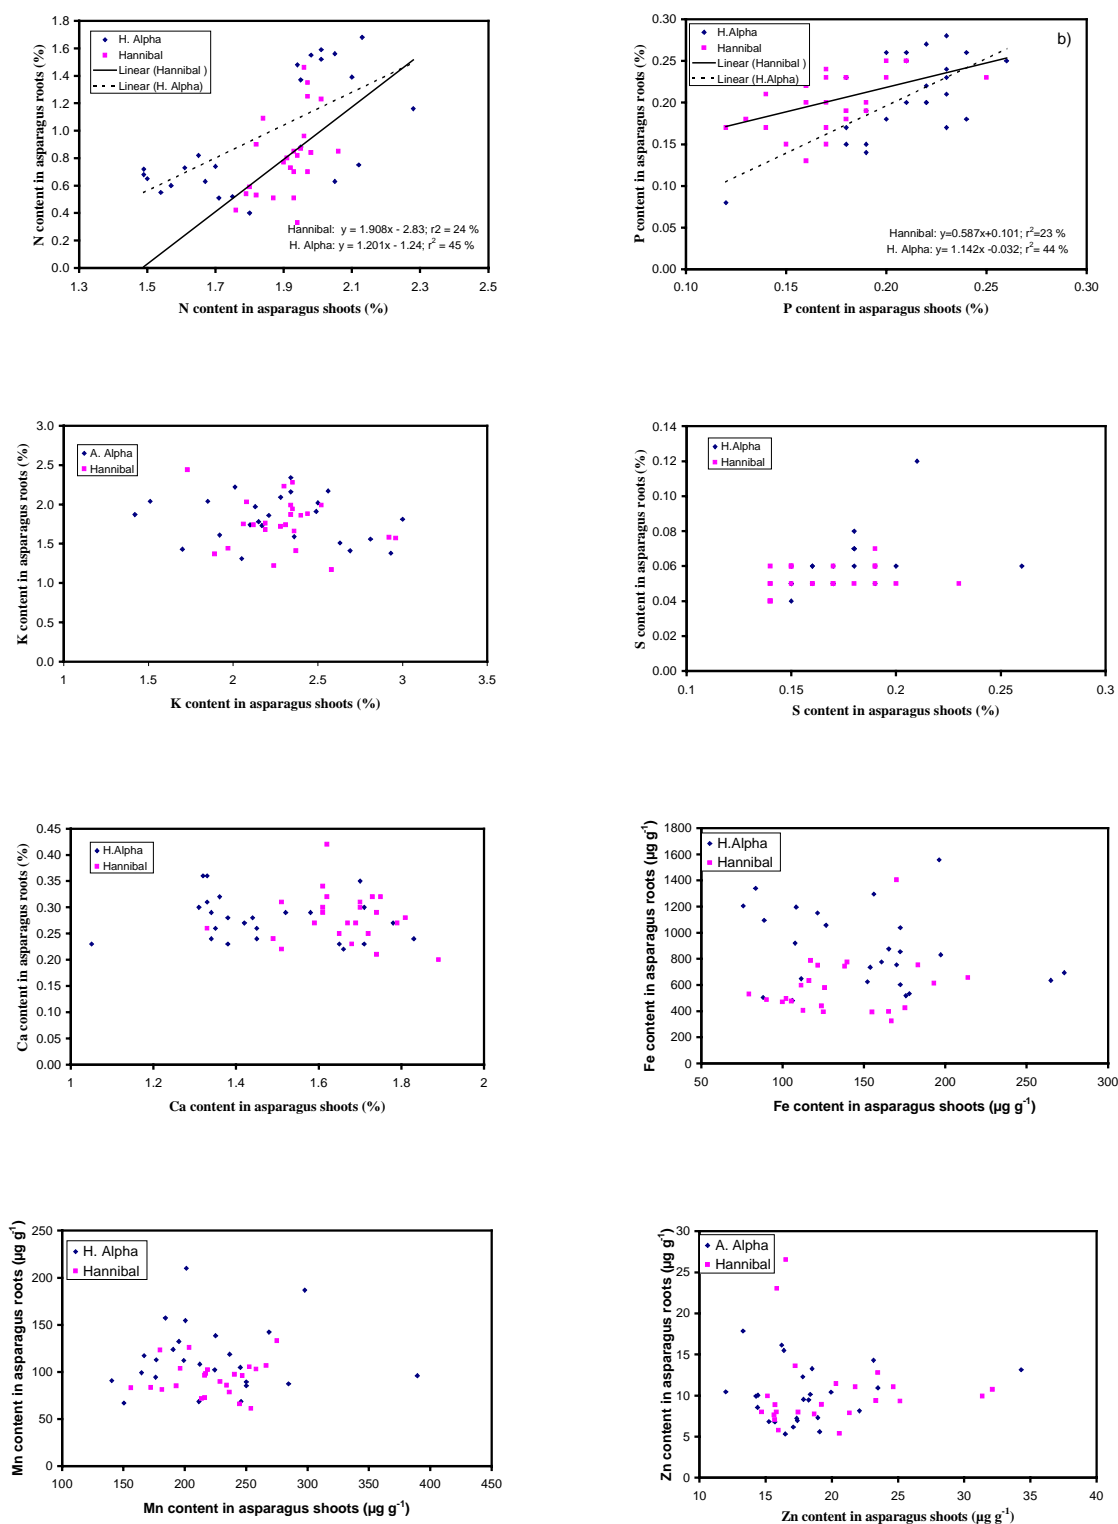 1.8
1.6
1.4
1.2
1.0
0.8
0.6
0.4
0.2
0.0
N content in asparagus roots (%)
H. Alpha
Hannibal
Linear (Hannibal )
Linear (H. Alpha)
Hannibal: y = 1.908x - 2.83; r2 = 24 %
H. Alpha: y = 1.201x - 1.24; r² = 45 %
1.3 1.5 1.7 1.9 2.1 2.3 2.5
N content in asparagus shoots (%)
0.30
0.25
0.20
0.15
0.10
0.05
0.00
P content in asparagus roots (%)
H.Alpha
Hannibal
Linear (Hannibal )
Linear (H.Alpha)
b)
Hannibal: y=0.587x+0.101; r²=23 %
H. Alpha: y= 1.142x -0.032; r²= 44 %
0.10 0.15 0.20 0.25 0.30
P content in asparagus shoots (%)
3.0
2.5
2.0
1.5
1.0
0.5
0.0
K content in asparagus roots (%)
A. Alpha
Hannibal
1 1.5 2 2.5 3 3.5
K content in asparagus shoots (%)
0.14
0.12
0.10
0.08
0.06
0.04
0.02
0.00
S content in asparagus roots (%)
H.Alpha
Hannibal
0.1 0.15 0.2 0.25 0.3
S content in asparagus shoots (%)
0.45
0.40
0.35
0.30
0.25
0.20
0.15
0.10
0.05
0.00
Ca content in asparagus roots (%)
H.Alpha
Hannibal
1 1.2 1.4 1.6 1.8 2
Ca content in asparagus shoots (%)
1800
1600
1400
1200
1000
800
600
400
200
0
Fe content in asparagus roots (µg g⁻¹)
H.Alpha
Hannibal
50 100 150 200 250 300
Fe content in asparagus shoots (µg g⁻¹)
250
200
150
100
50
0
Mn content in asparagus roots (µg g⁻¹)
H. Alpha
Hannibal
100 150 200 250 300 350 400 450
Mn content in asparagus shoots (µg g⁻¹)
30
25
20
15
10
5
0
Zn content in asparagus roots (µg g⁻¹)
A. Alpha
Hannibal
10 15 20 25 30 35 40
Zn content in asparagus shoots (µg g⁻¹)